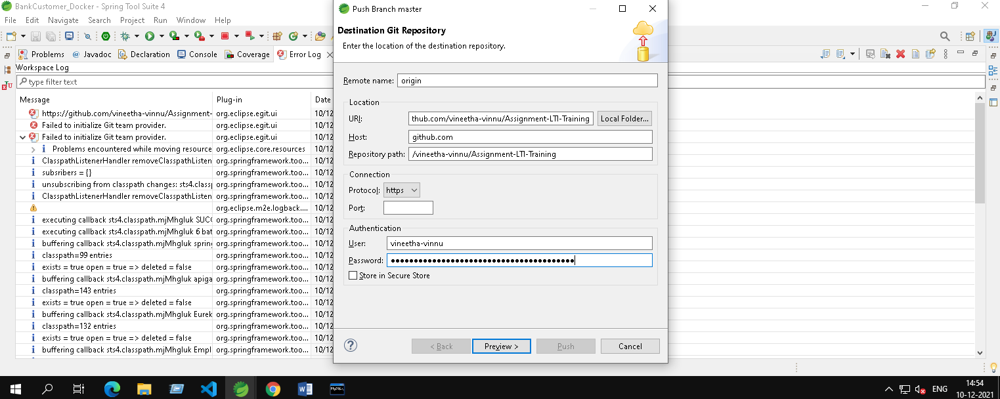 BankCustomer_Docker - Spring Tool Suite 4
File Edit Navigate Search Project Run Window Help
Problems @ Javadoc Declaration Console Coverage Error Log
Workspace Log
type filter text
Message Plug-in Date
https://github.com/vineetha-vinnu/Assignment- org.eclipse.egit.ui 10/12
Failed to initialize Git team provider. org.eclipse.egit.ui 10/12
Failed to initialize Git team provider. org.eclipse.egit.ui 10/12
Problems encountered while moving resource org.eclipse.core.resources 10/12
ClasspathListenerHandler removeClasspathListen org.springframework.too... 10/12
subsribers = {} org.springframework.too... 10/12
unsubscribing from classpath changes: sts4.classp org.springframework.too... 10/12
ClasspathListenerHandler removeClasspathListen org.springframework.too... 10/12
org.eclipse.m2e.logback.... 10/12
executing callback sts4.classpath.mjMhgluk SUCC org.springframework.too... 10/12
executing callback sts4.classpath.mjMhgluk 6 bat org.springframework.too... 10/12
buffering callback sts4.classpath.mjMhgluk spring org.springframework.too... 10/12
classpath=99 entries org.springframework.too... 10/12
exists = true open = true => deleted = false org.springframework.too... 10/12
buffering callback sts4.classpath.mjMhgluk apiga org.springframework.too... 10/12
classpath=143 entries org.springframework.too... 10/12
exists = true open = true => deleted = false org.springframework.too... 10/12
buffering callback sts4.classpath.mjMhgluk Eurek org.springframework.too... 10/12
classpath=132 entries org.springframework.too... 10/12
exists = true open = true => deleted = false org.springframework.too... 10/12
buffering callback sts4.classpath.mjMhgluk Empl org.springframework.too... 10/12
Push Branch master
Destination Git Repository
Enter the location of the destination repository.
Remote name: origin
Location
URI: thub.com/vineetha-vinnu/Assignment-LTI-Training Local Folder...
Host: github.com
Repository path: /vineetha-vinnu/Assignment-LTI-Training
Connection
Protocol: https
Port:
Authentication
User: vineetha-vinnu
Password: ●●●●●●●●●●●●●●●●●●●●●●●●●●●●●●●●●●●●●●●●
Store in Secure Store
< Back Preview > Push Cancel
MySQL
ENG
14:54
10-12-2021